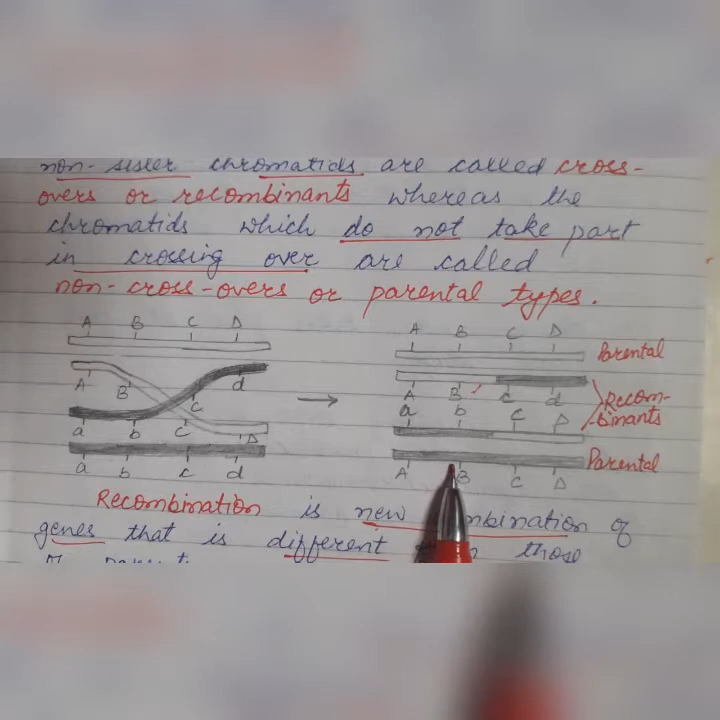 non-sister chromatids are called cross-
overs or recombinants whereas the
chromatids which do not take part
in crossing over are called
non-cross-overs or parental types.
A B C D
A B c d
a b C D
a b c d
A B C D Parental
A B c d Recom-
binants
a b C D
A B C D Parental
Recombination is new of
genes that is different those